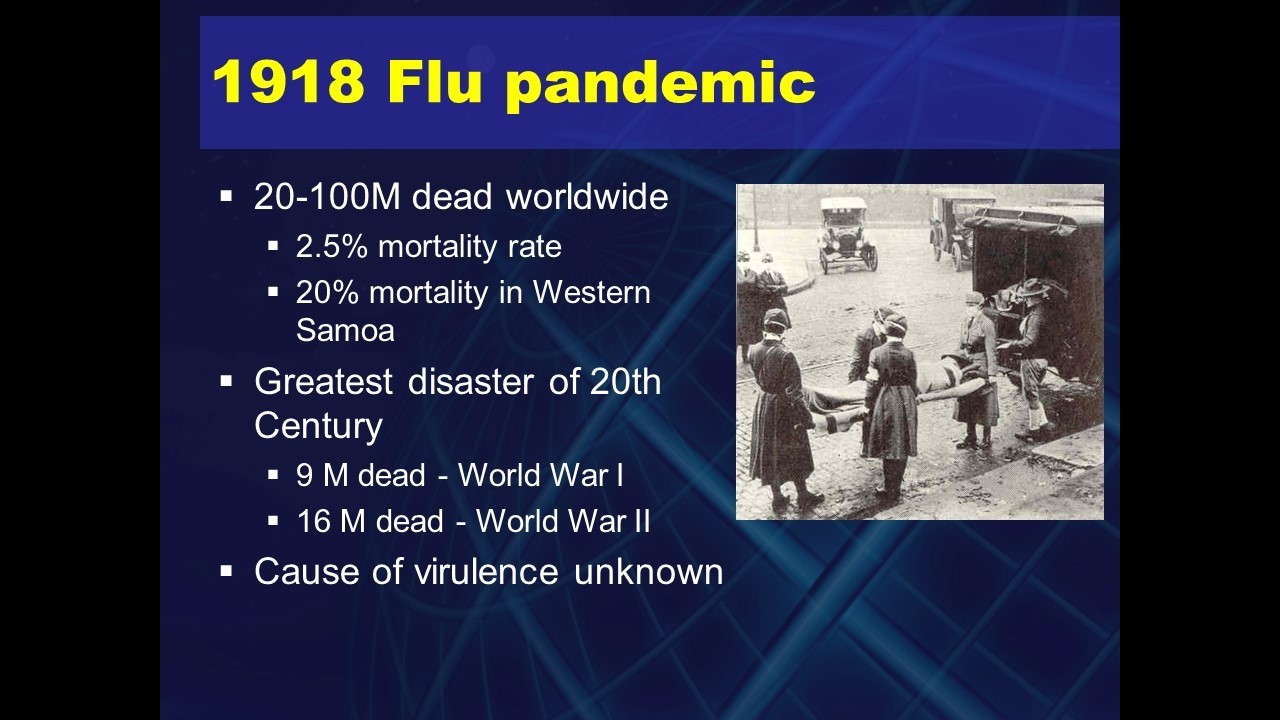 1918 Flu pandemic
▪ 20-100M dead worldwide
▪ 2.5% mortality rate
▪ 20% mortality in Western
Samoa
▪ Greatest disaster of 20th
Century
▪ 9 M dead - World War I
▪ 16 M dead - World War II
▪ Cause of virulence unknown